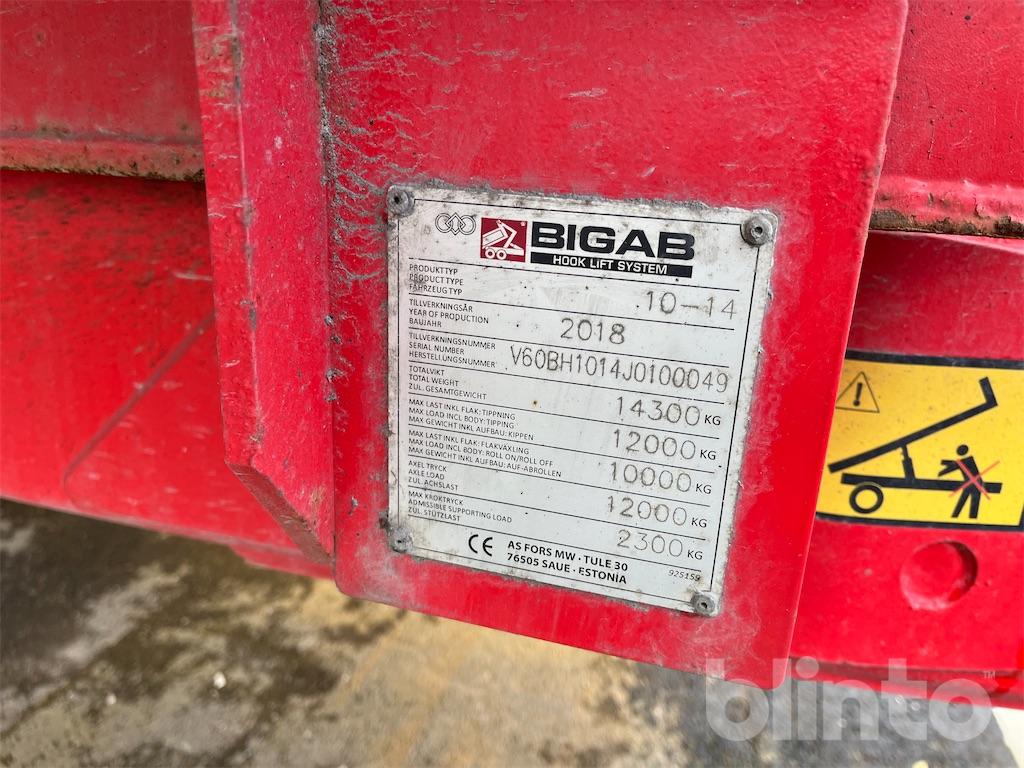 BIGAB
HOOK LIFT SYSTEM
PRODUKTTYP
PRODUCT TYPE
FAHRZEUG TYP
10-14
TILLVERKNINGSÅR
YEAR OF PRODUCTION
BAUJAHR
2018
TILLVERKNINGSNUMMER
SERIAL NUMBER
HERSTELLUNGSNUMMER
V60BH1014J0100049
TOTALVIKT
TOTAL WEIGHT
ZUL. GESAMTGEWICHT
14300 KG
MAX LAST INKL FLAK: TIPPNING
MAX LOAD INCL BODY: TIPPING
MAX GEWICHT INKL AUFBAU: KIPPEN
12000 KG
MAX LAST INKL. FLAK: FLAKVÄXLING
MAX LOAD INCL BODY: ROLL ON/ROLL OFF
MAX GEWICHT INKL AUFBAU: AUF-ABROLLEN
10000 KG
AXEL TRYCK
AXLE LOAD
ZUL. ACHSLAST
12000 KG
MAX KROKTRYCK
ADMISSIBLE SUPPORTING LOAD
ZUL. STÜTZLAST
2300 KG
CE
AS FORS MW · TULE 30
76505 SAUE · ESTONIA
925159
blinto™